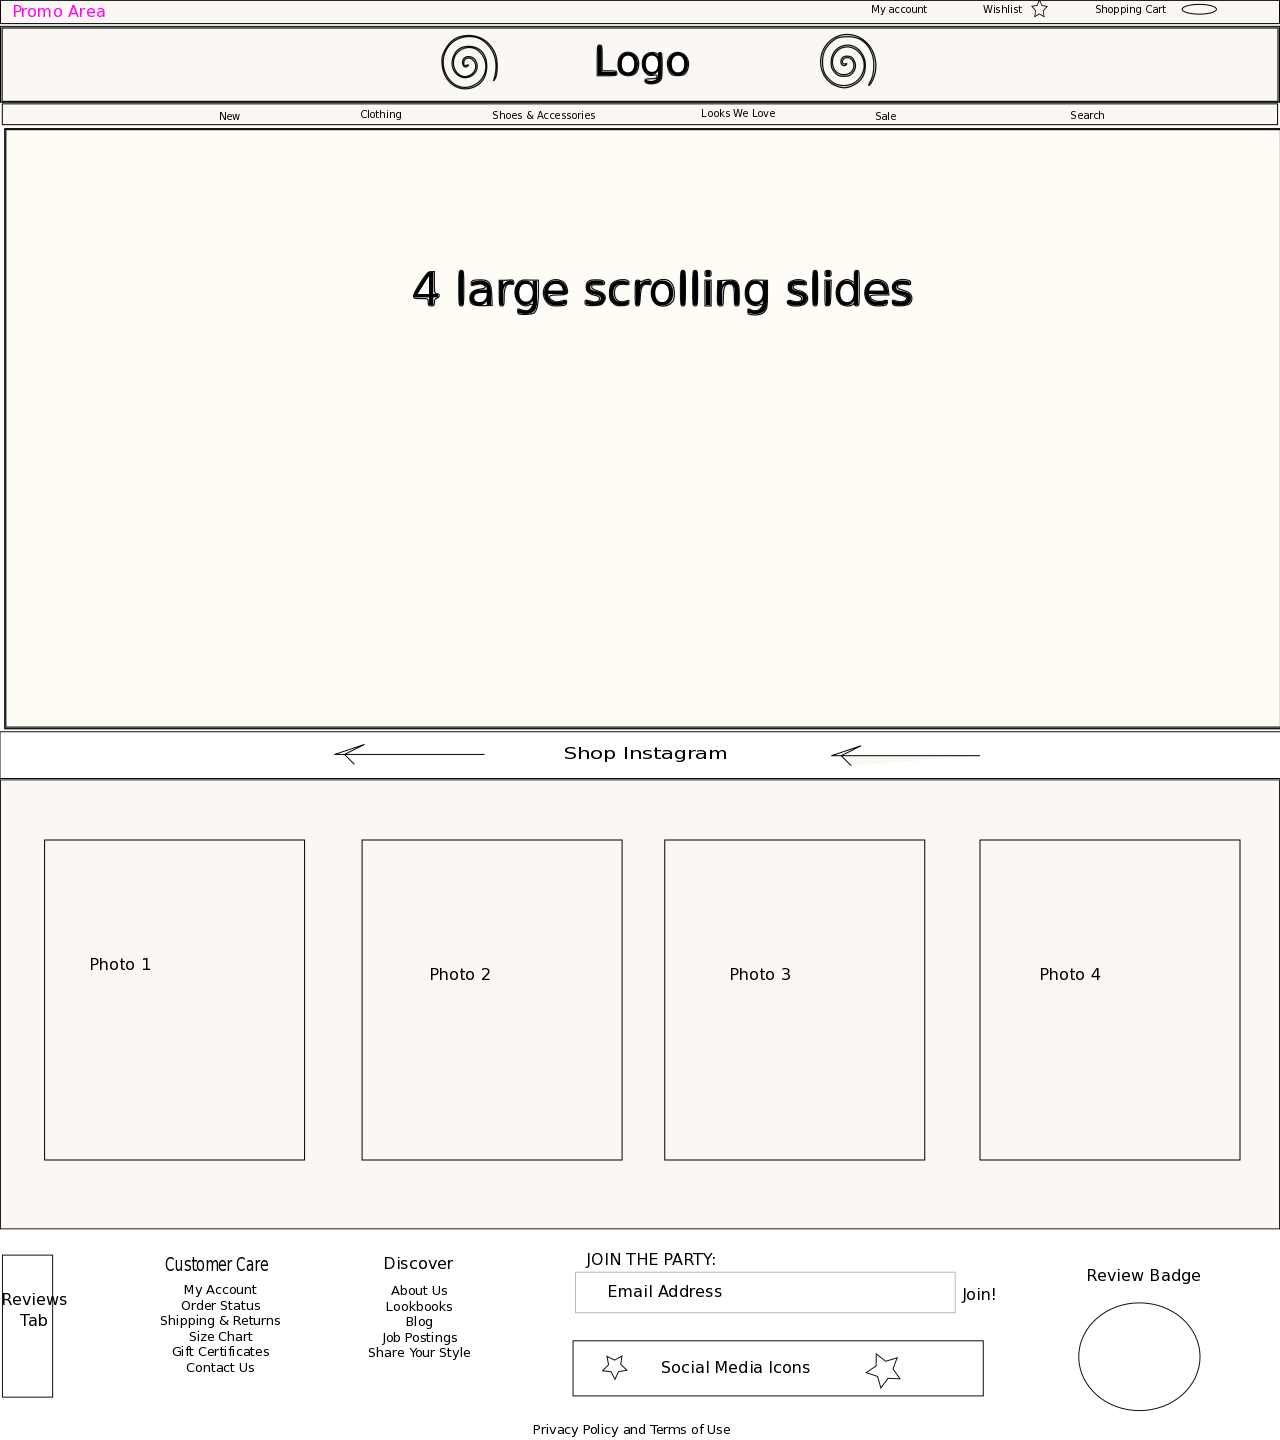 Promo Area
My account
Wishlist
Shopping Cart
Logo
New
Clothing
Shoes & Accessories
Looks We Love
Sale
Search
4 large scrolling slides
Shop Instagram
Photo 1
Photo 2
Photo 3
Photo 4
Reviews
Tab
Customer Care
My Account
Order Status
Shipping & Returns
Size Chart
Gift Certificates
Contact Us
Discover
About Us
Lookbooks
Blog
Job Postings
Share Your Style
JOIN THE PARTY:
Email Address
Join!
Social Media Icons
Review Badge
Privacy Policy and Terms of Use